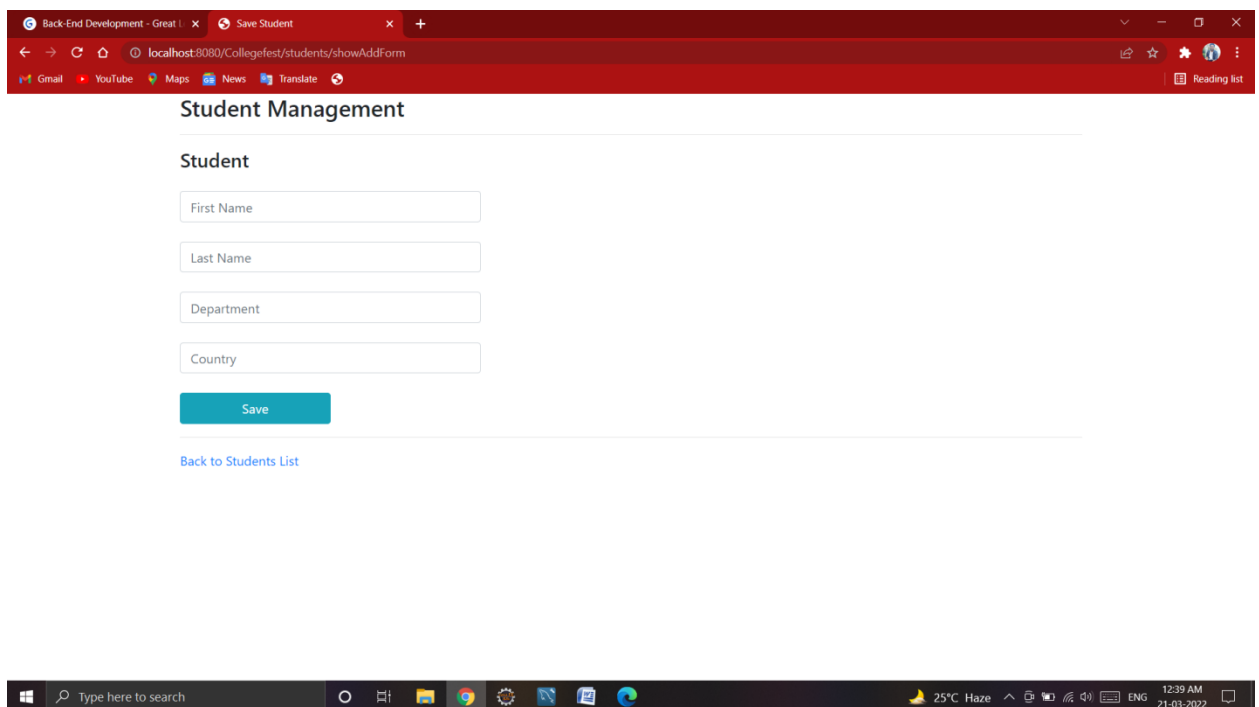 Back-End Development - Great L
Save Student
localhost:8080/Collegefest/students/showAddForm
Gmail YouTube Maps News Translate Reading list
Student Management
Student
First Name
Last Name
Department
Country
Save
Back to Students List
Type here to search
25°C Haze
ENG
12:39 AM
21-03-2022